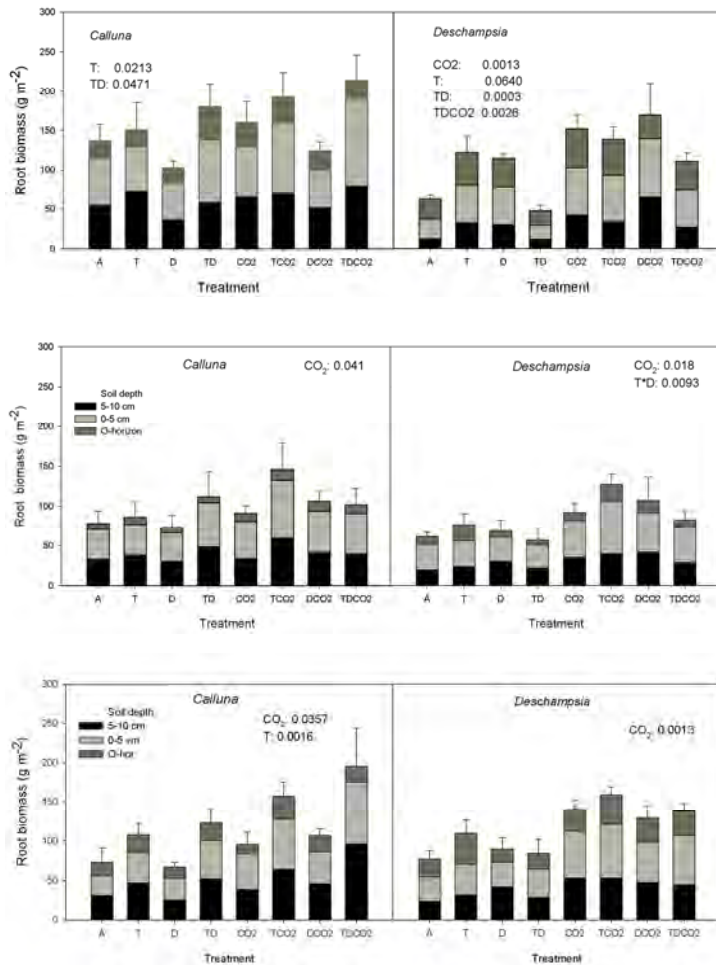 300
250
200
150
100
50
0
Root biomass (g m⁻²)
Calluna
T: 0.0213
TD: 0.0471
A T D TD CO2 TCO2 DCO2 TDCO2
Treatment
Deschampsia
CO2: 0.0013
T: 0.0640
TD: 0.0003
TDCO2 0.0026
A T D TD CO2 TCO2 DCO2 TDCO2
Treatment
300
250
200
150
100
50
0
Root biomass (g m⁻²)
Calluna
CO₂: 0.041
Soil depth
5-10 cm
0-5 cm
O-horizon
A T D TD CO2 TCO2 DCO2 TDCO2
Treatment
Deschampsia
CO₂: 0.018
T*D: 0.0093
A T D TD CO2 TCO2 DCO2 TDCO2
Treatment
300
250
200
150
100
50
0
Root biomass (g m⁻²)
Calluna
Soil depth
5-10 cm
0-5 cm
O-hor
CO₂: 0.0357
T: 0.0016
A T D TD CO2 TCO2 DCO2 TDCO2
Treatment
Deschampsia
CO₂: 0.0013
A T D TD CO2 TCO2 DCO2 TDCO2
Treatment